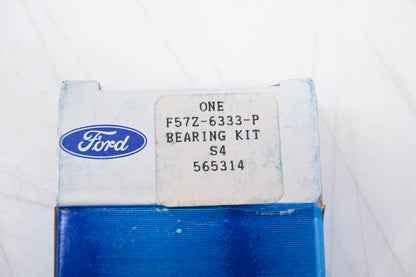 ONE
F57Z-6333-P
BEARING KIT
S4
565314
Ford